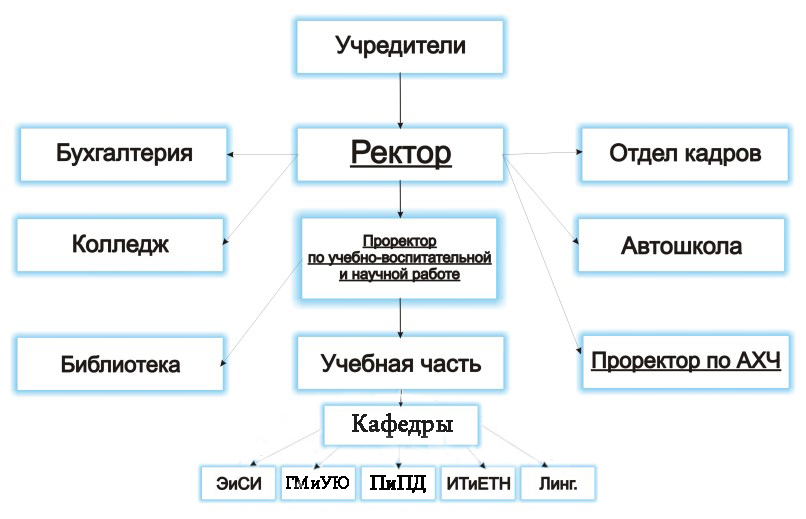 Учредители
Бухгалтерия
Ректор
Отдел кадров
Колледж
Проректор
по учебно-воспитательной
и научной работе
Автошкола
Библиотека
Учебная часть
Проректор по АХЧ
Кафедры
ЭиСИ
ГМиУЮ
ПиПД
ИТиЕТН
Линг.